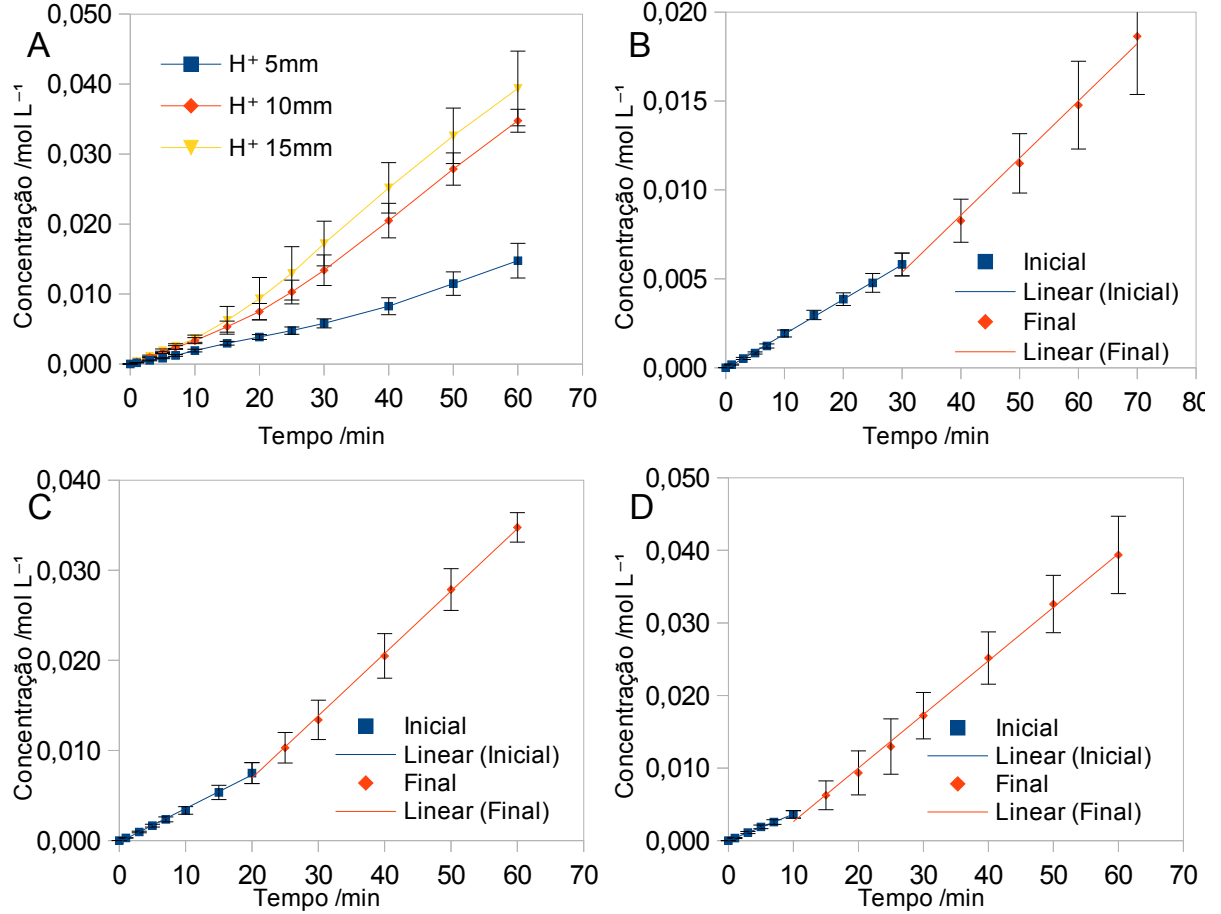 A
0,050
0,040
0,030
0,020
0,010
0,000
Concentração /mol L⁻¹
H⁺ 5mm
H⁺ 10mm
H⁺ 15mm
0 10 20 30 40 50 60 70
Tempo /min
B
0,020
0,015
0,010
0,005
0,000
Concentração /mol L⁻¹
Inicial
Linear (Inicial)
Final
Linear (Final)
0 10 20 30 40 50 60 70 80
Tempo /min
C
0,040
0,030
0,020
0,010
0,000
Concentração /mol L⁻¹
Inicial
Linear (Inicial)
Final
Linear (Final)
0 10 20 30 40 50 60 70
Tempo /min
D
0,050
0,040
0,030
0,020
0,010
0,000
Concentração /mol L⁻¹
Inicial
Linear (Inicial)
Final
Linear (Final)
0 10 20 30 40 50 60 70
Tempo /min